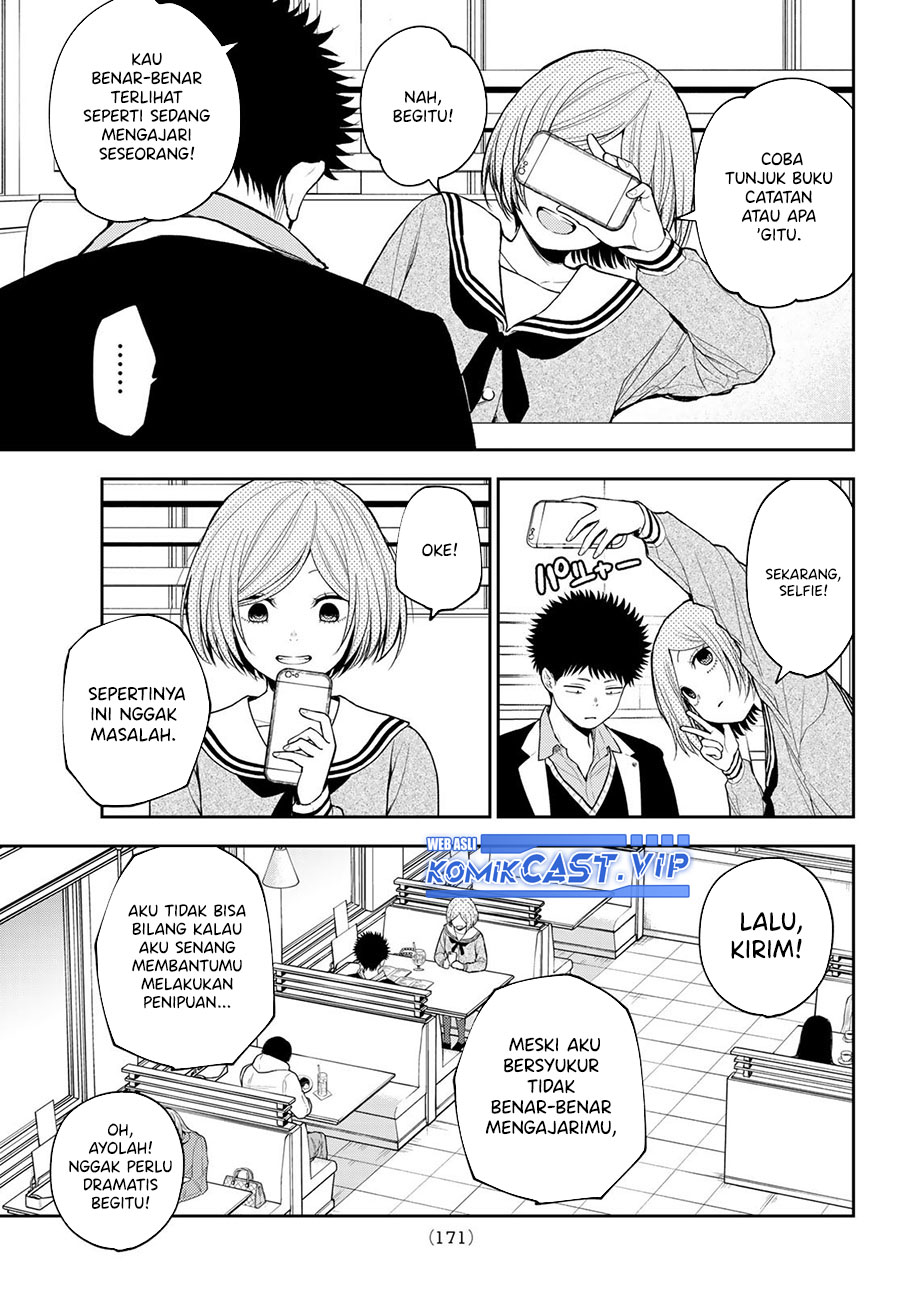 COBA
TUNJUK BUKU
CATATAN
ATAU APA
'GITU.
NAH,
BEGITU!
KAU
BENAR-BENAR
TERLIHAT
SEPERTI SEDANG
MENGAJARI
SESEORANG!
......
SEKARANG,
SELFIE!
パシャー
OKE!
SEPERTINYA
INI NGGAK
MASALAH.
WEB ASLI
KOMIKCAST.VIP
LALU,
KIRIM!
MESKI AKU
BERSYUKUR
TIDAK
BENAR-BENAR
MENGAJARIMU,
AKU TIDAK BISA
BILANG KALAU
AKU SENANG
MEMBANTUMU
MELAKUKAN
PENIPUAN...
OH,
AYOLAH!
NGGAK PERLU
DRAMATIS
BEGITU!
(171)